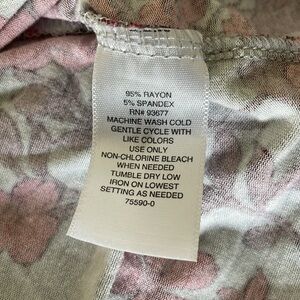 95% RAYON
5% SPANDEX
RN# 93677
MACHINE WASH COLD
GENTLE CYCLE WITH
LIKE COLORS
USE ONLY
NON-CHLORINE BLEACH
WHEN NEEDED
TUMBLE DRY LOW
IRON ON LOWEST
SETTING AS NEEDED
75590-0